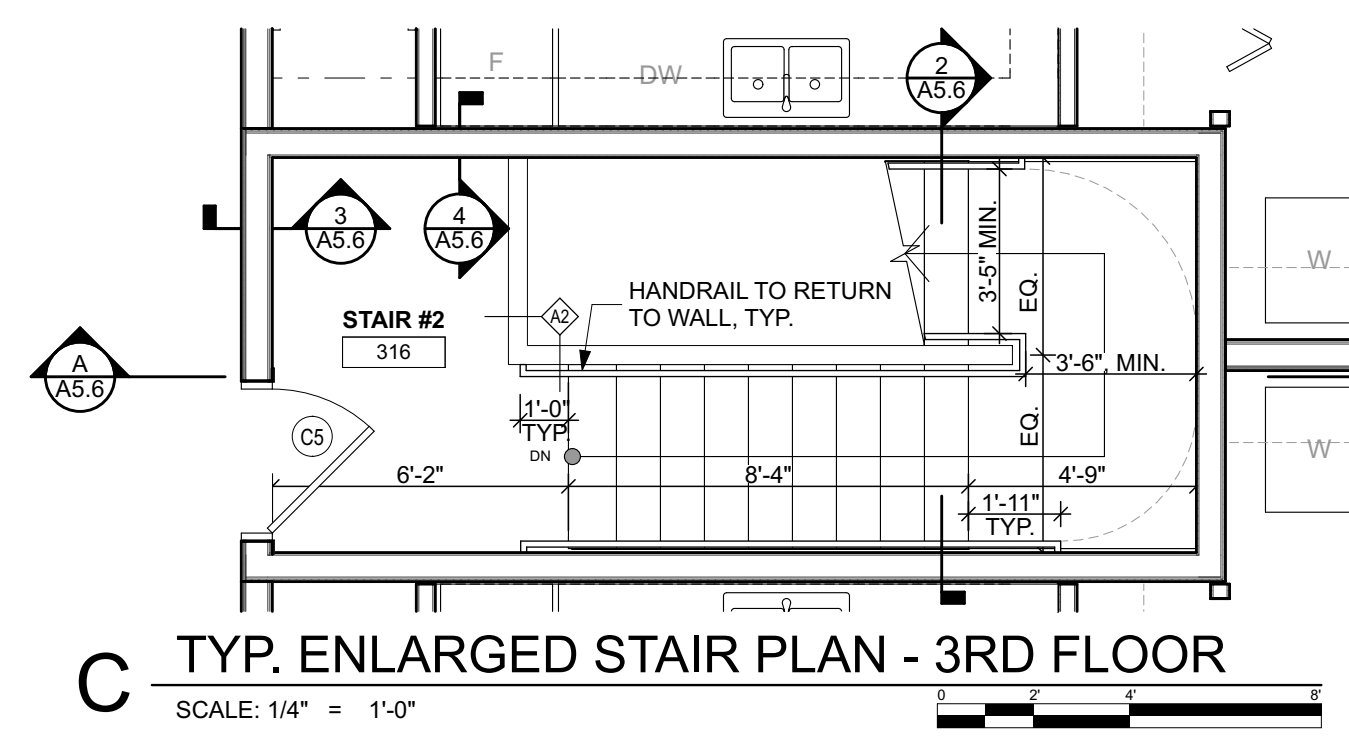 F
DW
2
A5.6
3
A5.6
4
A5.6
3'-5" MIN.
EQ.
W
HANDRAIL TO RETURN
TO WALL, TYP.
A2
STAIR #2
316
A
A5.6
3'-6" MIN.
1'-0"
TYP.
EQ.
C5
DN
W
6'-2"
8'-4"
4'-9"
1'-11"
TYP.
C
TYP. ENLARGED STAIR PLAN - 3RD FLOOR
SCALE: 1/4" = 1'-0"
0 2' 4' 8'